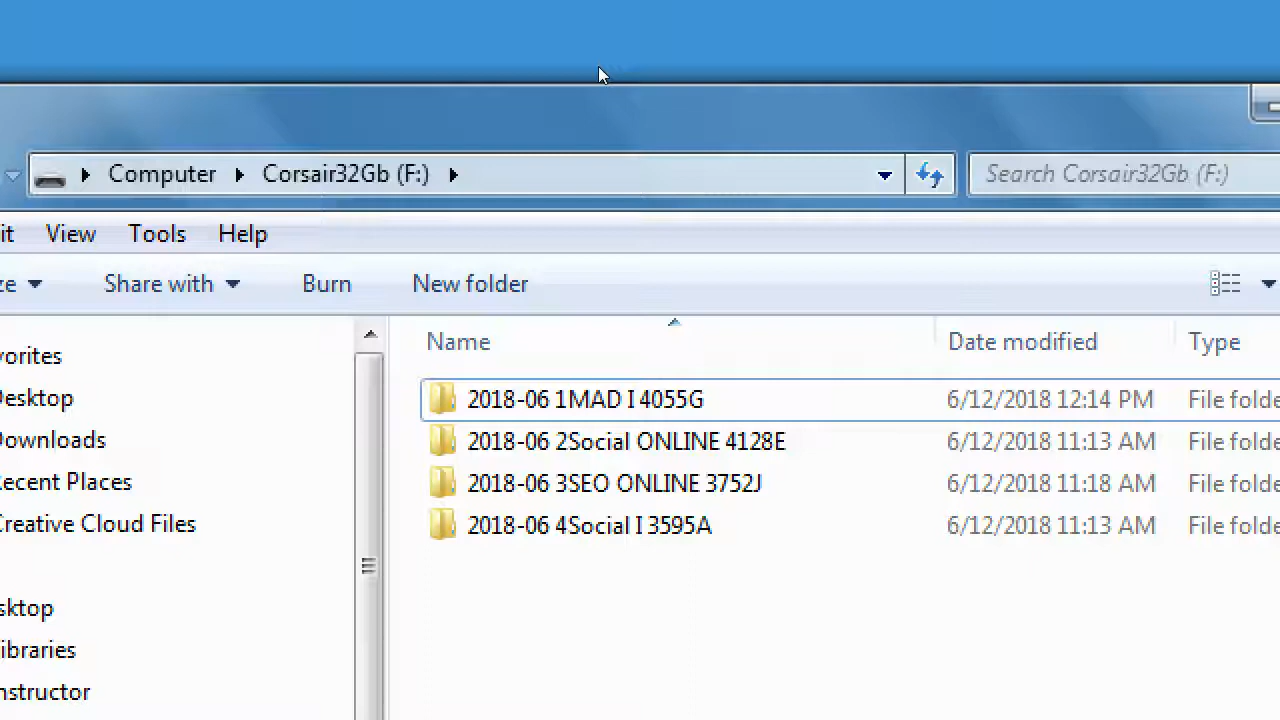 Computer Corsair32Gb (F:) Search Corsair32Gb (F:)
it View Tools Help
ze Share with Burn New folder
Name Date modified Type
vorites
2018-06 1MAD I 4055G 6/12/2018 12:14 PM File folde
Desktop
2018-06 2Social ONLINE 4128E 6/12/2018 11:13 AM File folde
Downloads
2018-06 3SEO ONLINE 3752J 6/12/2018 11:18 AM File folde
Recent Places
2018-06 4Social I 3595A 6/12/2018 11:13 AM File folde
Creative Cloud Files
sktop
ibraries
nstructor